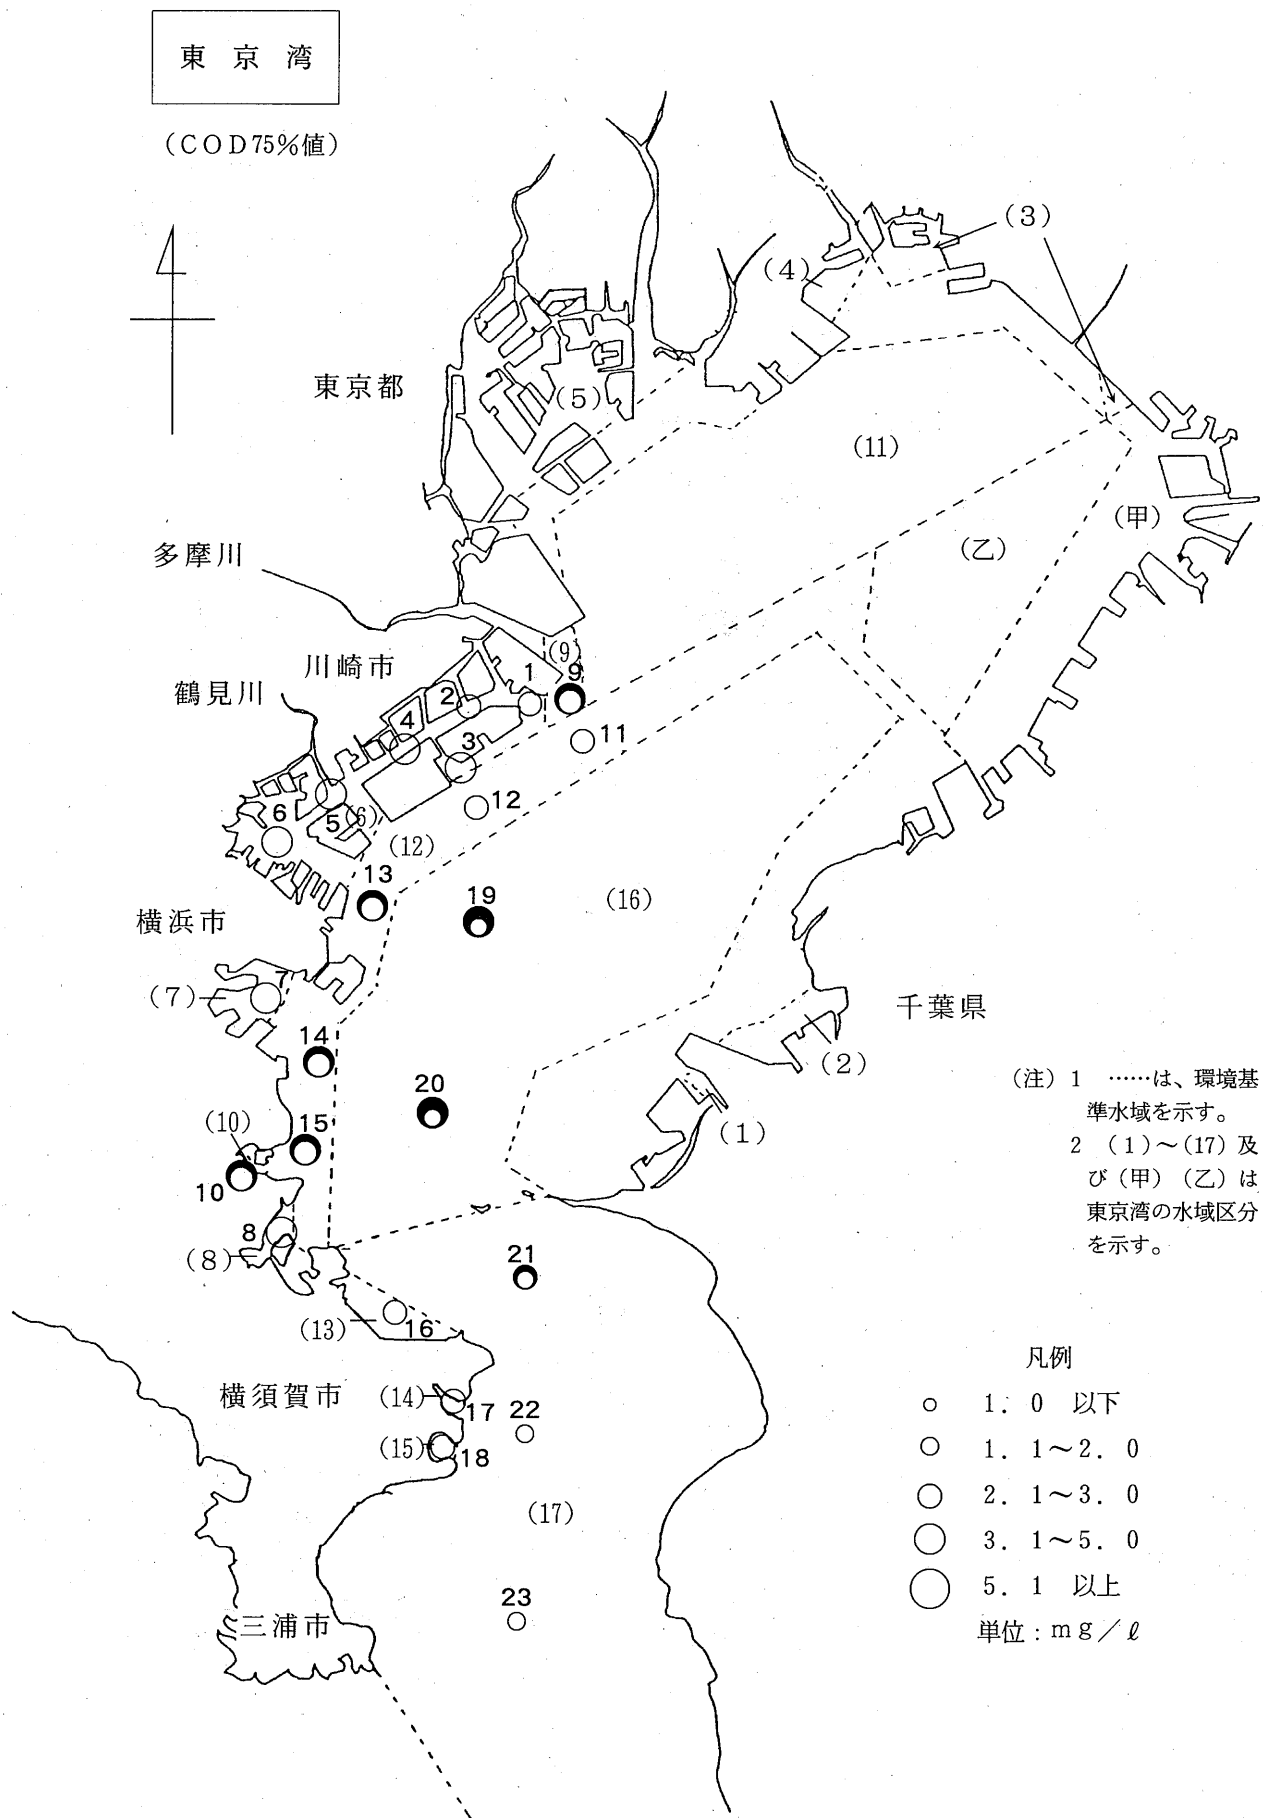 東京湾
（ＣＯＤ75％値）
（3）
（4）
東京都
（5）
（11）
（甲）
（乙）
多摩川
川崎市
（9）
鶴見川
1
9
2
4
3
11
12
6
5
（6）
（12）
13
19
（16）
横浜市
7
（7）
千葉県
14
（2）
20
（10）
15
（1）
10
8
（8）
21
（13）
16
横須賀市
（14）
17
22
（15）
18
（17）
23
三浦市
（注）1 ……は、環境基
準水域を示す。
2 （1）～（17）及
び（甲）（乙）は
東京湾の水域区分
を示す。
凡例
1．0 以下
1．1～2．0
2．1～3．0
3．1～5．0
5．1 以上
単位：ｍｇ／ℓ